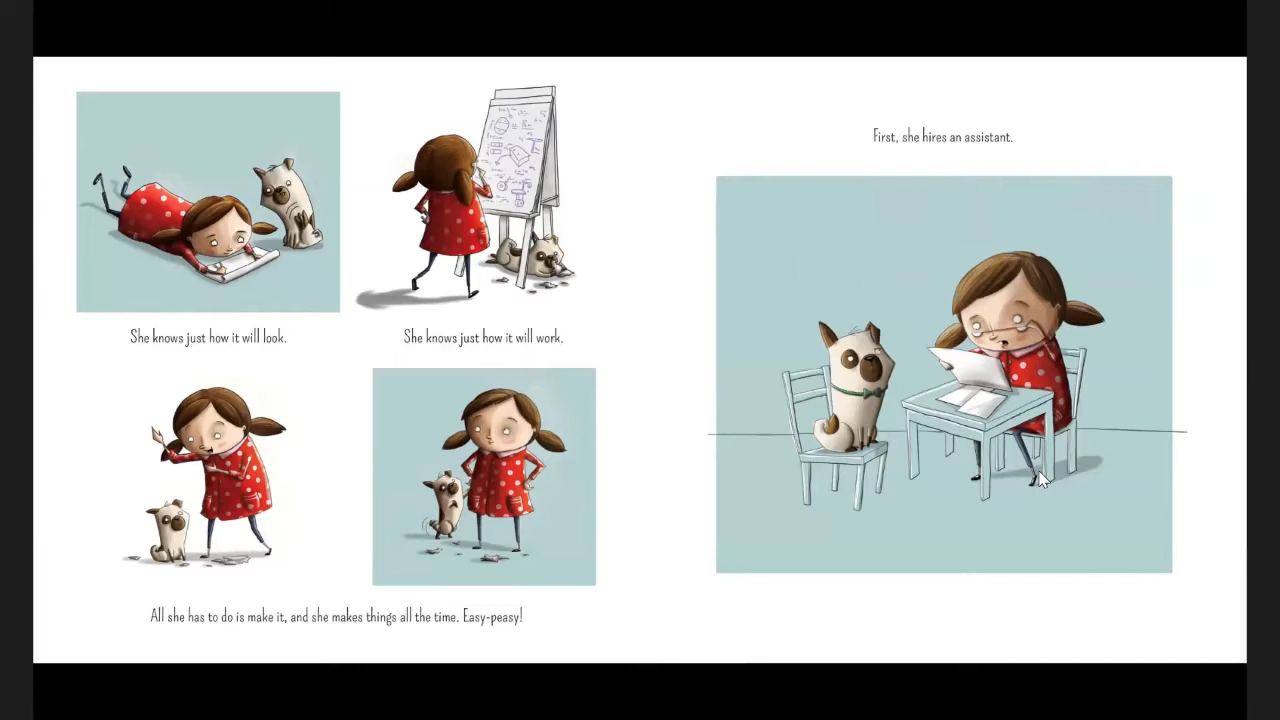 She knows just how it will look.
She knows just how it will work.
All she has to do is make it, and she makes things all the time. Easy-peasy!
First, she hires an assistant.